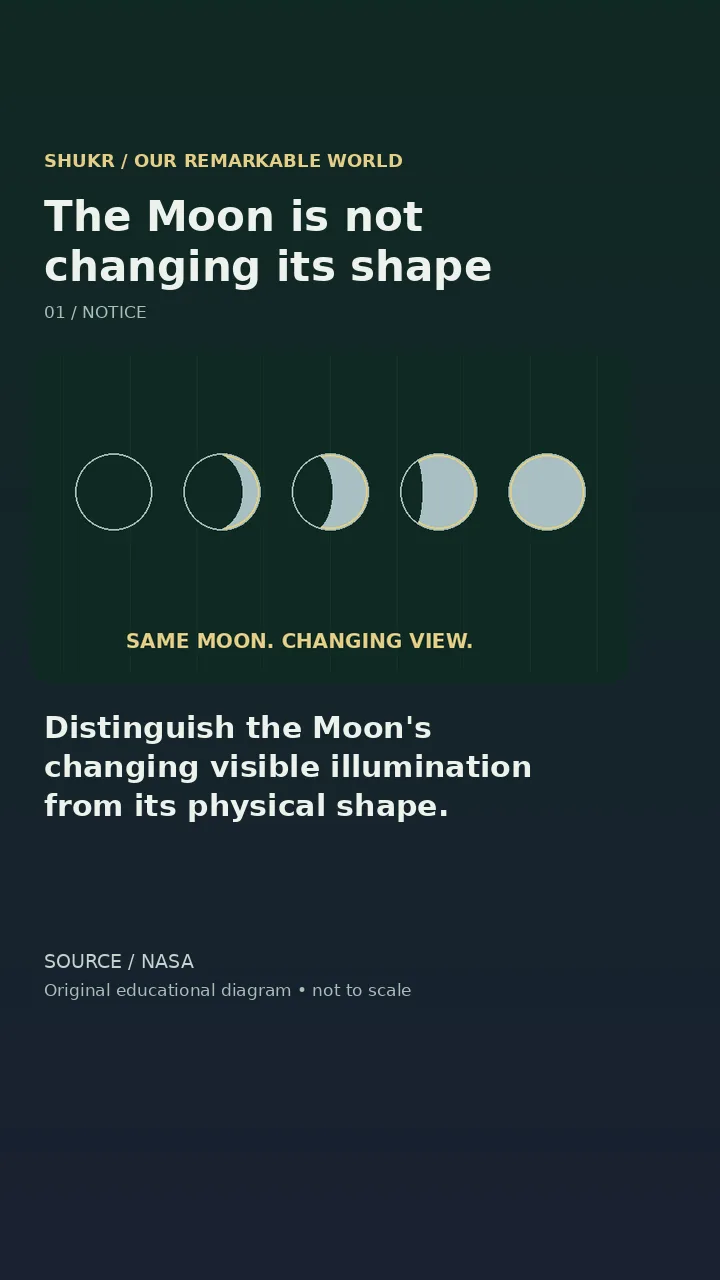 SHUKR / OUR REMARKABLE WORLD
The Moon is not
changing its shape
01 / NOTICE
SAME MOON. CHANGING VIEW.
Distinguish the Moon's
changing visible illumination
from its physical shape.
SOURCE / NASA
Original educational diagram • not to scale